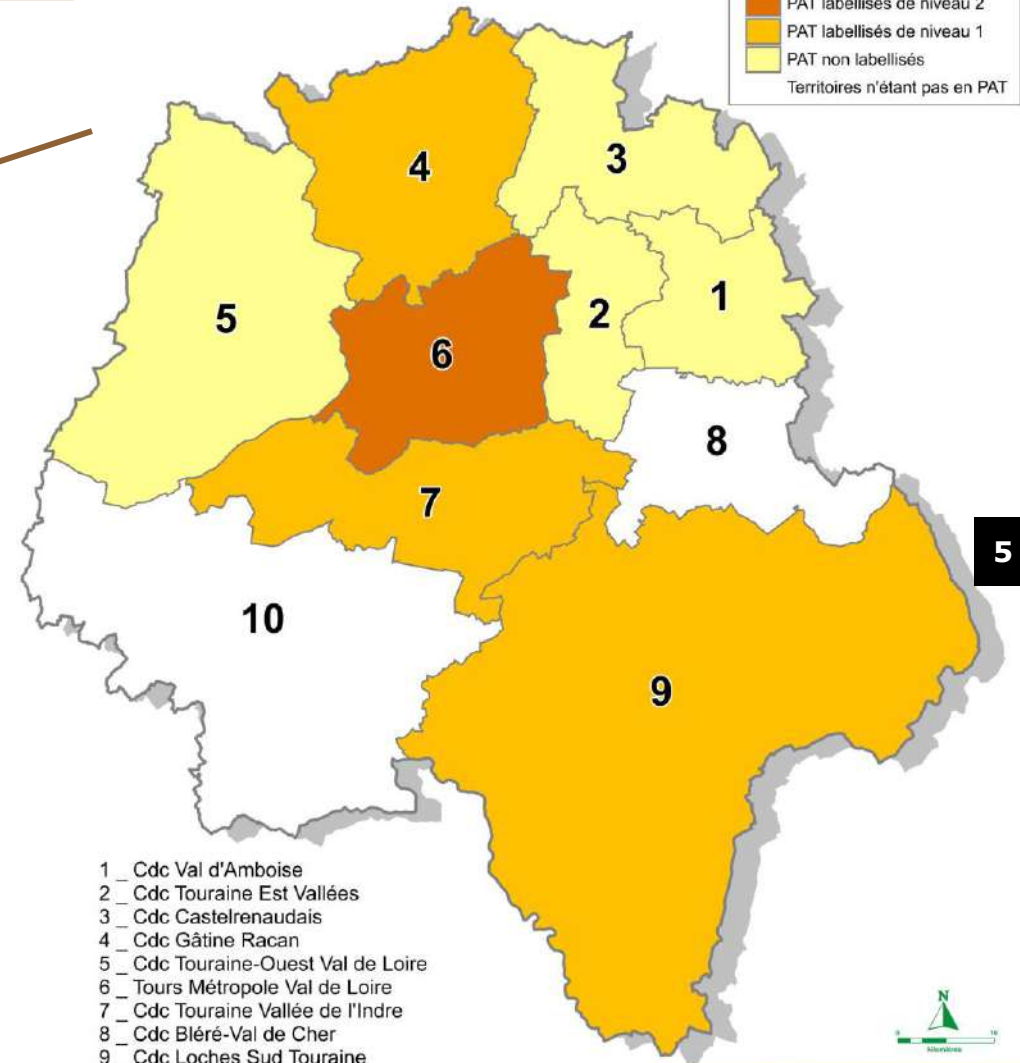 PAT labellisés de niveau 2
PAT labellisés de niveau 1
PAT non labellisés
Territoires n'étant pas en PAT
4
3
5
2
1
6
8
7
5
10
9
1 _ Cdc Val d'Amboise
2 _ Cdc Touraine Est Vallées
3 _ Cdc Castelrenaudais
4 _ Cdc Gâtine Racan
5 _ Cdc Touraine-Ouest Val de Loire
6 _ Tours Métropole Val de Loire
7 _ Cdc Touraine Vallée de l'Indre
8 _ Cdc Bléré-Val de Cher
9 _ Cdc Loches Sud Touraine
N
Kilomètres